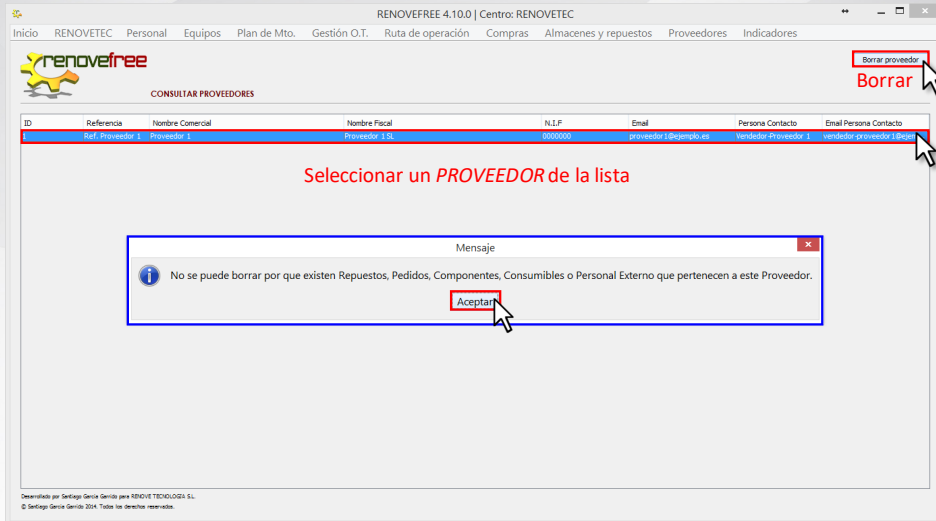 RENOVEFREE 4.10.0 | Centro: RENOVETEC
Inicio RENOVETEC Personal Equipos Plan de Mto. Gestión O.T. Ruta de operación Compras Almacenes y repuestos Proveedores Indicadores
renovefree
Borrar proveedor
Borrar
CONSULTAR PROVEEDORES
ID Referencia Nombre Comercial Nombre Fiscal N.I.F Email Persona Contacto Email Persona Contacto
1 Ref. Proveedor 1 Proveedor 1 Proveedor 1 SL 0000000 proveedor1@ejemplo.es Vendedor-Proveedor 1 vendedor-proveedor1@ejem
Seleccionar un PROVEEDOR de la lista
Mensaje
No se puede borrar por que existen Repuestos, Pedidos, Componentes, Consumibles o Personal Externo que pertenecen a este Proveedor.
Aceptar
Desarrollado por Santiago García Garrido para RENOVE TECNOLOGÍA S.L.
© Santiago García Garrido 2014. Todos los derechos reservados.